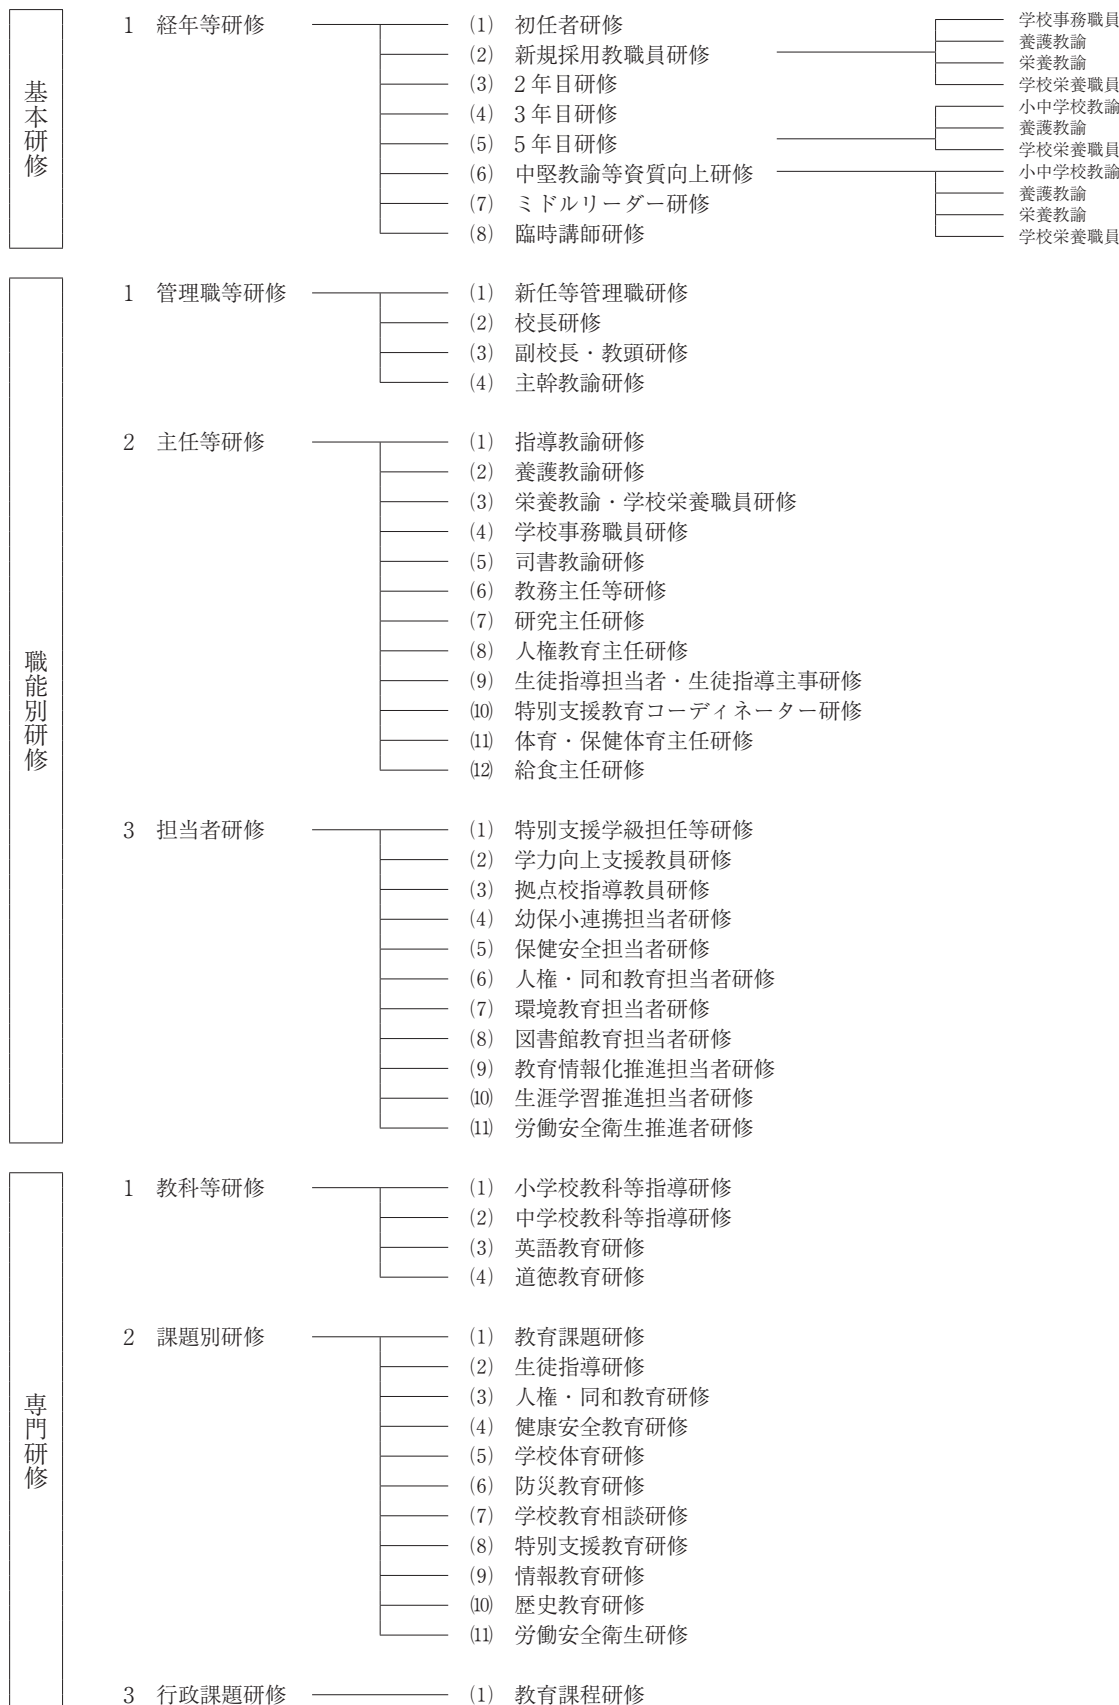 基本研修
1 経年等研修
(1) 初任者研修
(2) 新規採用教職員研修
学校事務職員
養護教諭
栄養教諭
学校栄養職員
(3) 2年目研修
(4) 3年目研修
(5) 5年目研修
小中学校教諭
養護教諭
学校栄養職員
(6) 中堅教諭等資質向上研修
小中学校教諭
養護教諭
栄養教諭
学校栄養職員
(7) ミドルリーダー研修
(8) 臨時講師研修
職能別研修
1 管理職等研修
(1) 新任等管理職研修
(2) 校長研修
(3) 副校長・教頭研修
(4) 主幹教諭研修
2 主任等研修
(1) 指導教諭研修
(2) 養護教諭研修
(3) 栄養教諭・学校栄養職員研修
(4) 学校事務職員研修
(5) 司書教諭研修
(6) 教務主任等研修
(7) 研究主任研修
(8) 人権教育主任研修
(9) 生徒指導担当者・生徒指導主事研修
(10) 特別支援教育コーディネーター研修
(11) 体育・保健体育主任研修
(12) 給食主任研修
3 担当者研修
(1) 特別支援学級担任等研修
(2) 学力向上支援教員研修
(3) 拠点校指導教員研修
(4) 幼保小連携担当者研修
(5) 保健安全担当者研修
(6) 人権・同和教育担当者研修
(7) 環境教育担当者研修
(8) 図書館教育担当者研修
(9) 教育情報化推進担当者研修
(10) 生涯学習推進担当者研修
(11) 労働安全衛生推進者研修
専門研修
1 教科等研修
(1) 小学校教科等指導研修
(2) 中学校教科等指導研修
(3) 英語教育研修
(4) 道徳教育研修
2 課題別研修
(1) 教育課題研修
(2) 生徒指導研修
(3) 人権・同和教育研修
(4) 健康安全教育研修
(5) 学校体育研修
(6) 防災教育研修
(7) 学校教育相談研修
(8) 特別支援教育研修
(9) 情報教育研修
(10) 歴史教育研修
(11) 労働安全衛生研修
3 行政課題研修
(1) 教育課程研修